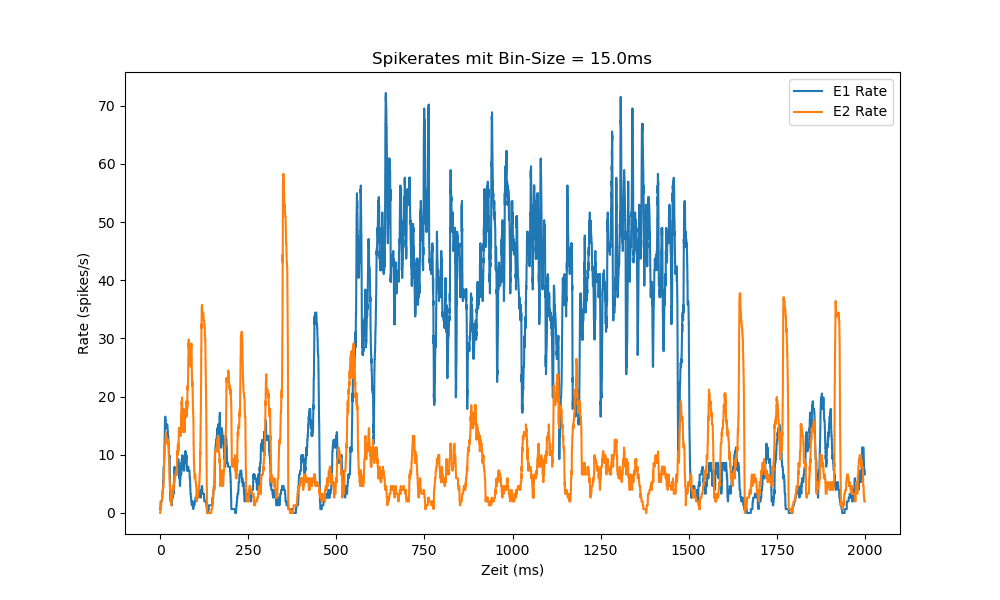 Spikerates mit Bin-Size = 15.0ms
E1 Rate
E2 Rate
Rate (spikes/s)
70
60
50
40
30
20
10
0
0 250 500 750 1000 1250 1500 1750 2000
Zeit (ms)